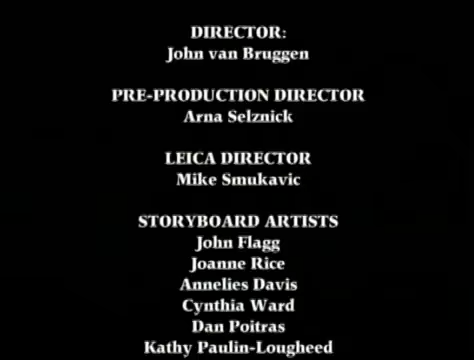 DIRECTOR:
John van Bruggen
PRE-PRODUCTION DIRECTOR
Arna Selznick
LEICA DIRECTOR
Mike Smukavic
STORYBOARD ARTISTS
John Flagg
Joanne Rice
Annelies Davis
Cynthia Ward
Dan Poitras
Kathy Paulin-Lougheed